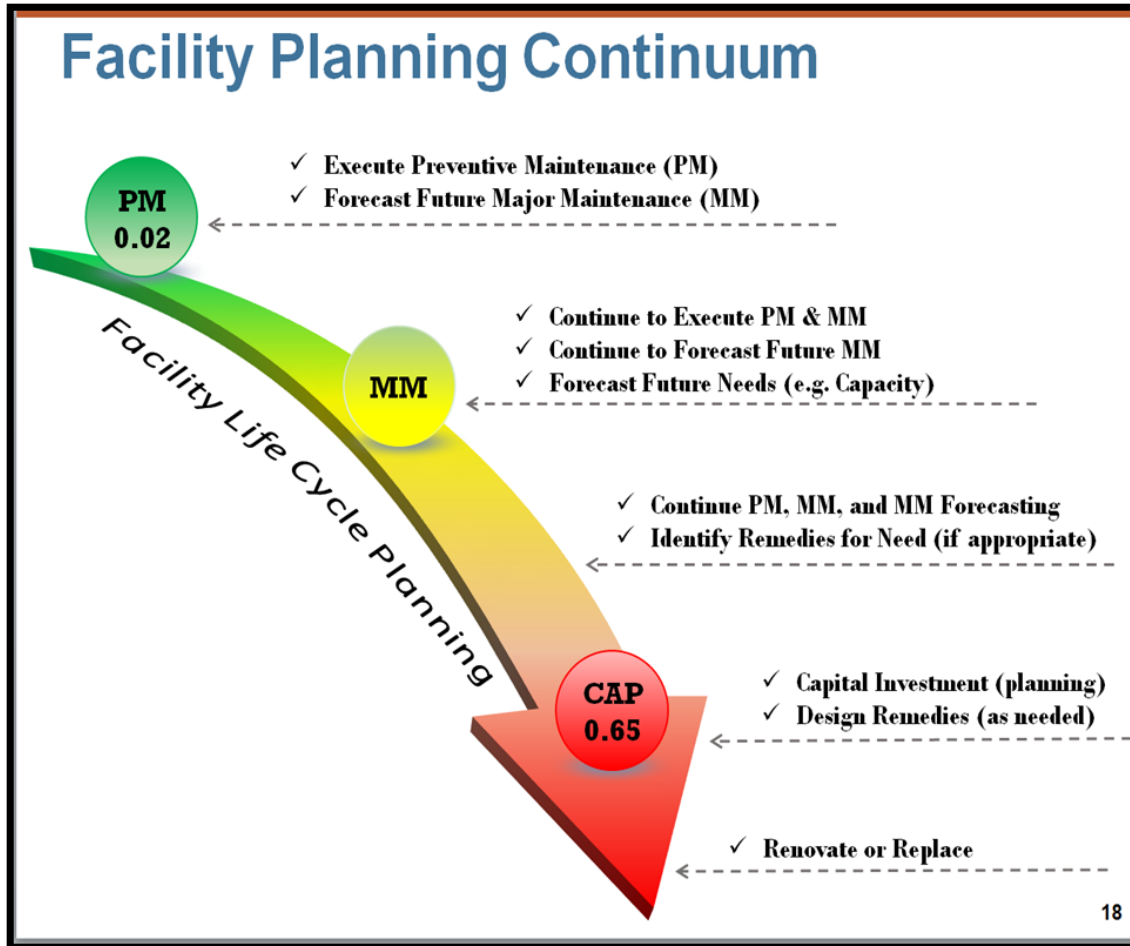 Facility Planning Continuum
✓ Execute Preventive Maintenance (PM)
✓ Forecast Future Major Maintenance (MM)
PM
0.02
✓ Continue to Execute PM & MM
✓ Continue to Forecast Future MM
✓ Forecast Future Needs (e.g. Capacity)
MM
Facility Life Cycle Planning
✓ Continue PM, MM, and MM Forecasting
✓ Identify Remedies for Need (if appropriate)
CAP
0.65
✓ Capital Investment (planning)
✓ Design Remedies (as needed)
✓ Renovate or Replace
18